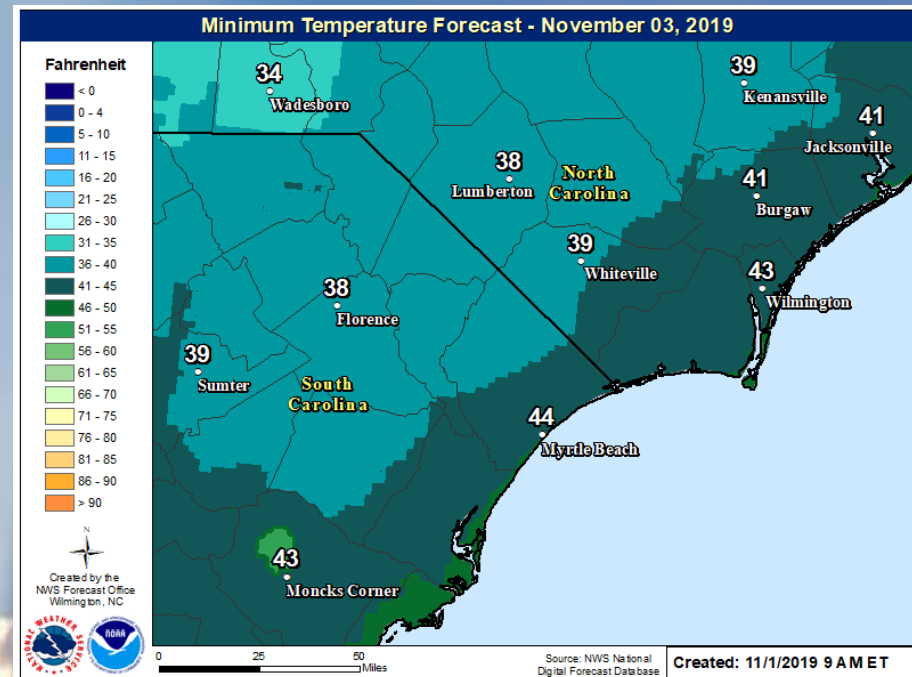 Minimum Temperature Forecast - November 03, 2019
Fahrenheit
< 0
0 - 4
5 - 10
11 - 15
16 - 20
21 - 25
26 - 30
31 - 35
36 - 40
41 - 45
46 - 50
51 - 55
56 - 60
61 - 65
66 - 70
71 - 75
76 - 80
81 - 85
86 - 90
> 90
N
Created by the
NWS Forecast Office
Wilmington, NC
NATIONAL WEATHER SERVICE
NOAA
34
Wadesboro
39
Kenansville
41
Jacksonville
38
Lumberton
North
Carolina
41
Burgaw
39
Whiteville
43
Wilmington
38
Florence
39
Sumter
South
Carolina
44
Myrtle Beach
43
Moncks Corner
0 25 50
Miles
Source: NWS National
Digital Forecast Database
Created: 11/1/2019 9 AM ET